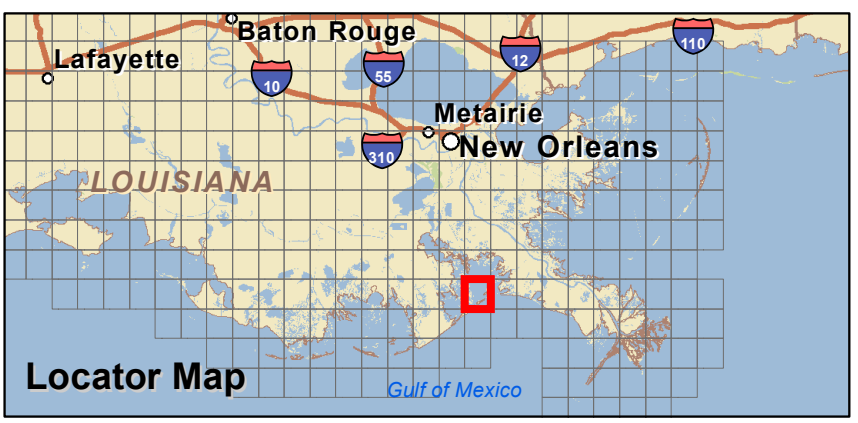 Baton Rouge
Lafayette
110
12
55
10
Metairie
New Orleans
310
LOUISIANA
Locator Map
Gulf of Mexico